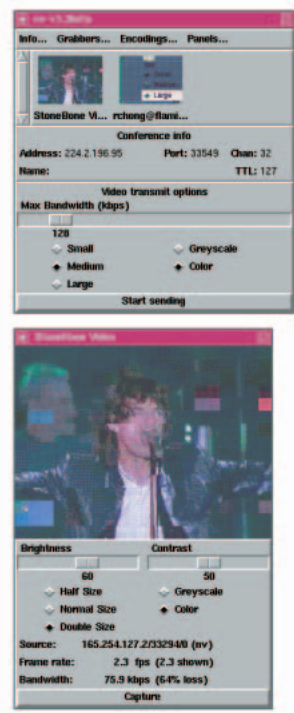 Info... Grabbers... Encodings... Panels...
Large
StoneBone Vi... rchong@flami...
Conference info
Address: 224.2.196.95 Port: 33549 Chan: 32
Name: TTL: 127
Video transmit options
Max Bandwidth (kbps)
128
Small Greyscale
Medium Color
Large
Start sending
StoneBone Video
Brightness Contrast
60 50
Half Size Greyscale
Normal Size Color
Double Size
Source: 165.254.127.2/33294/0 (nv)
Frame rate: 2.3 fps (2.3 shown)
Bandwidth: 75.9 kbps (64% loss)
Capture